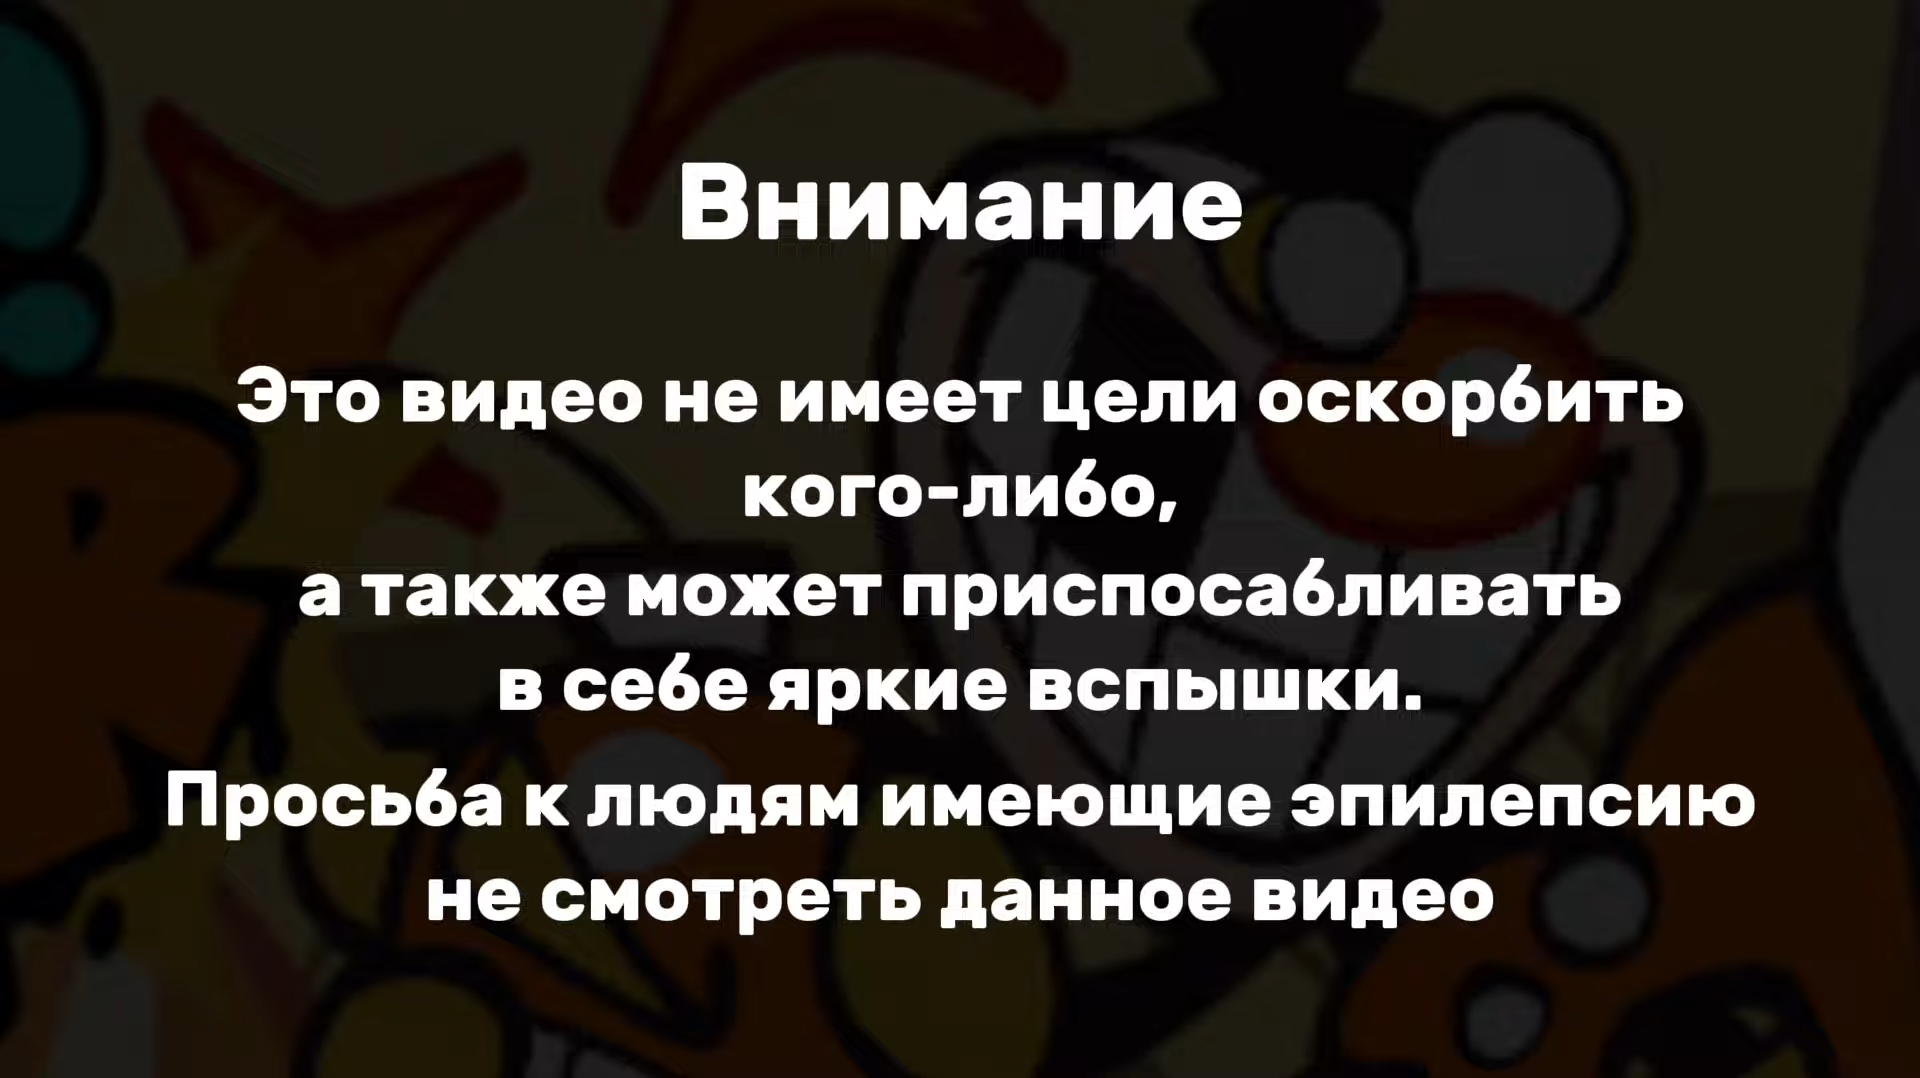 Внимание
Это видео не имеет цели оскорбить
кого-либо,
а также может приспосабливать
в себе яркие вспышки.
Просьба к людям имеющие эпилепсию
не смотреть данное видео